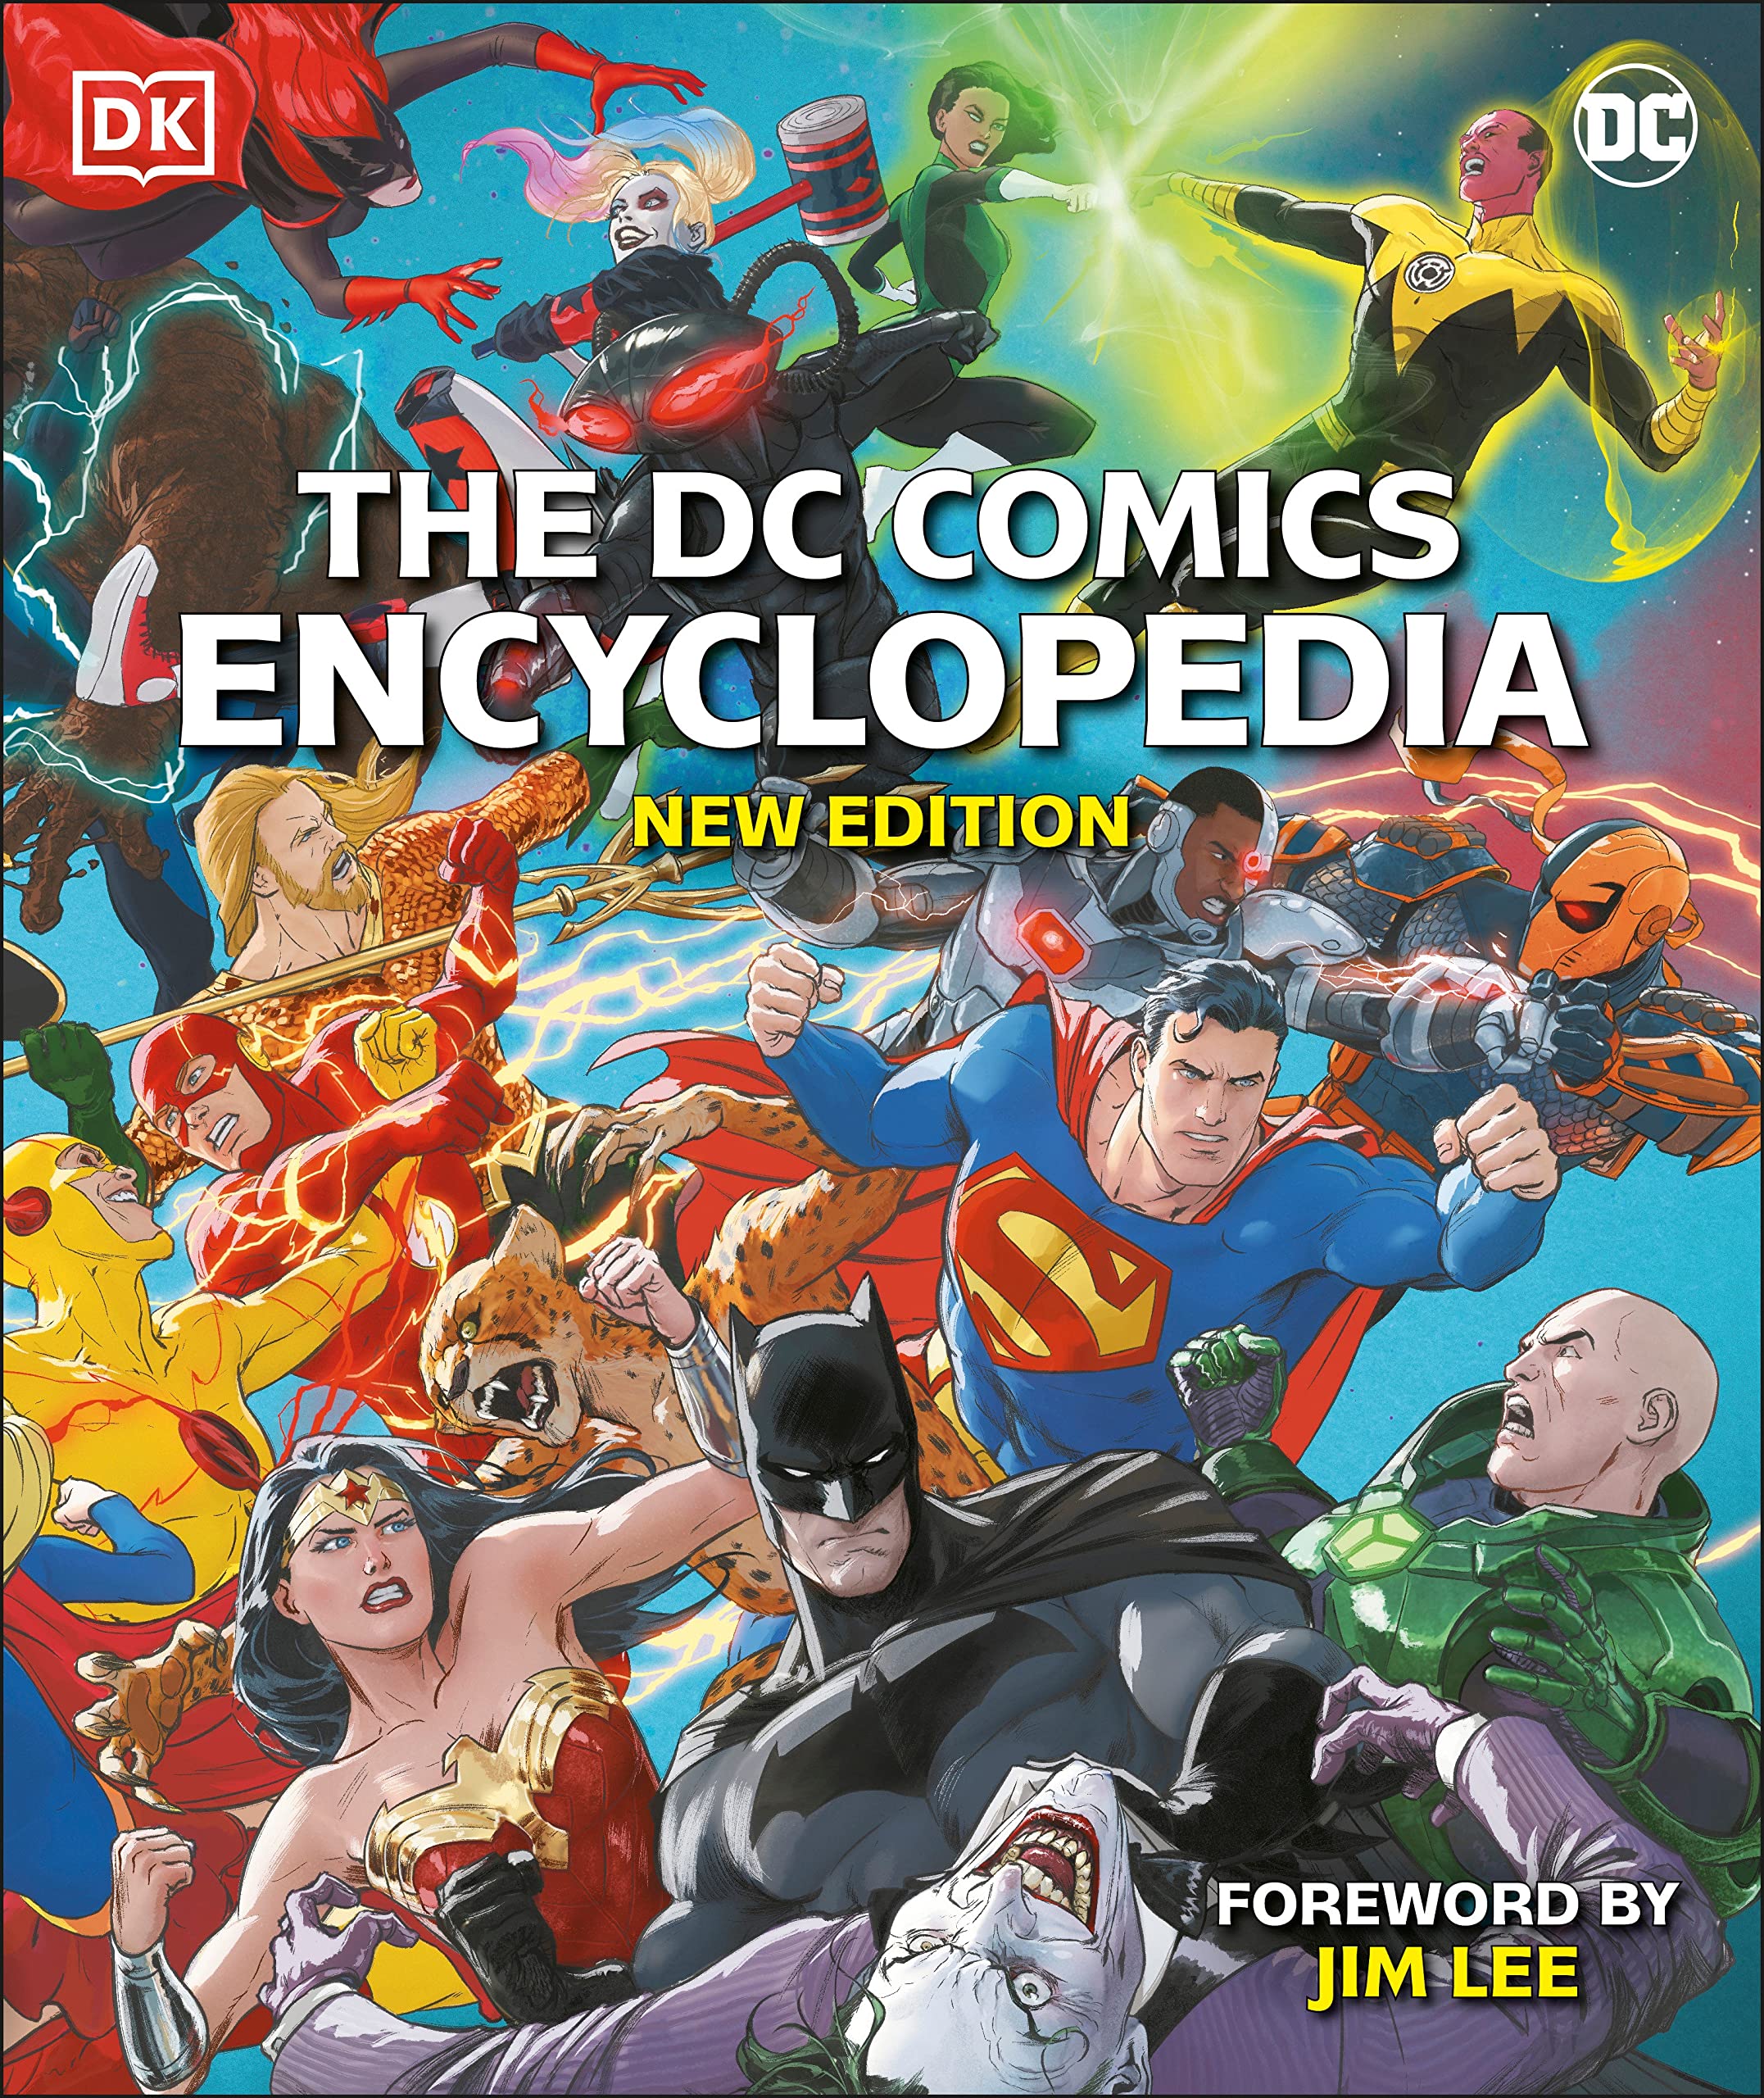 DK
DC
THE DC COMICS
ENCYCLOPEDIA
NEW EDITION
FOREWORD BY
JIM LEE